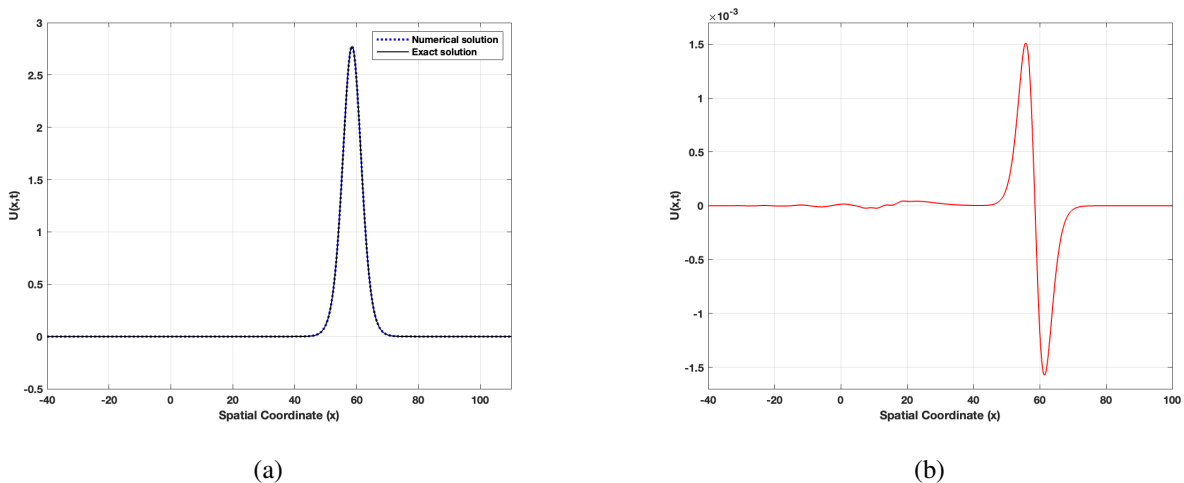 3
2.5
2
1.5
1
0.5
0
-0.5
U(x,t)
Numerical solution
Exact solution
-40 -20 0 20 40 60 80 100
Spatial Coordinate (x)
(a)
×10⁻³
1.5
1
0.5
0
-0.5
-1
-1.5
U(x,t)
-40 -20 0 20 40 60 80 100
Spatial Coordinate (x)
(b)